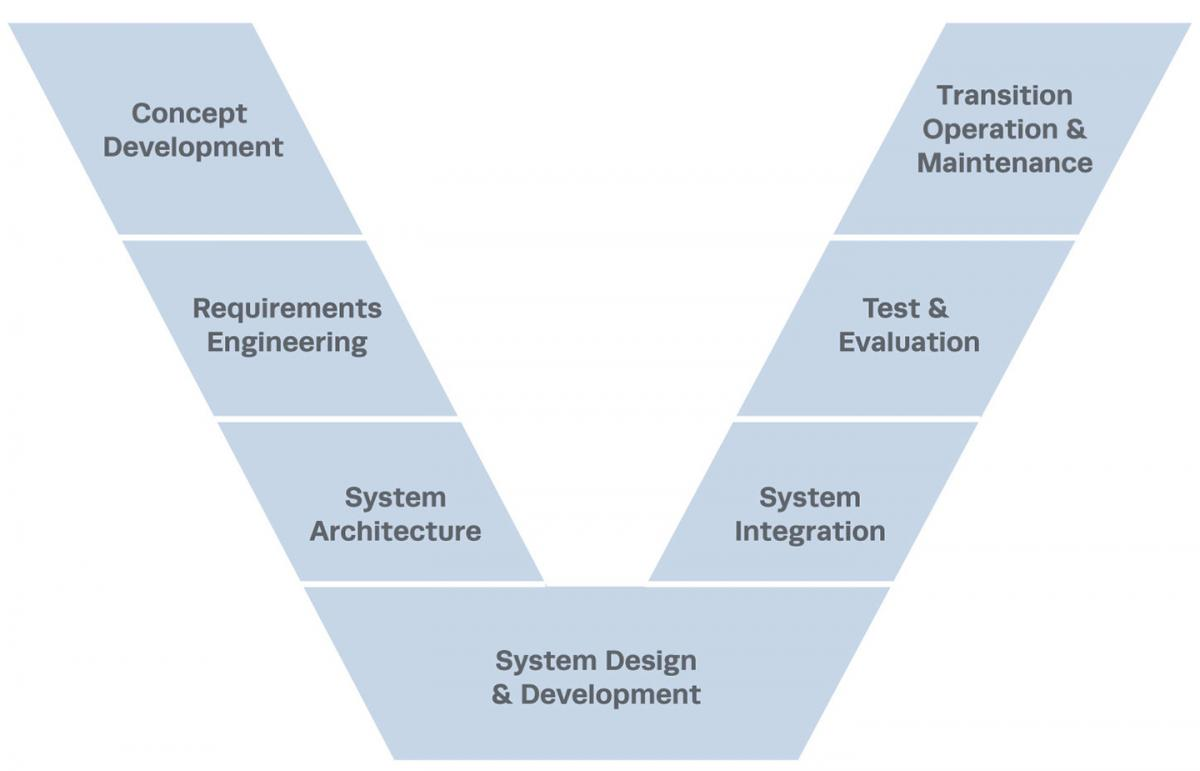 Concept
Development
Requirements
Engineering
System
Architecture
System Design
& Development
System
Integration
Test &
Evaluation
Transition
Operation &
Maintenance